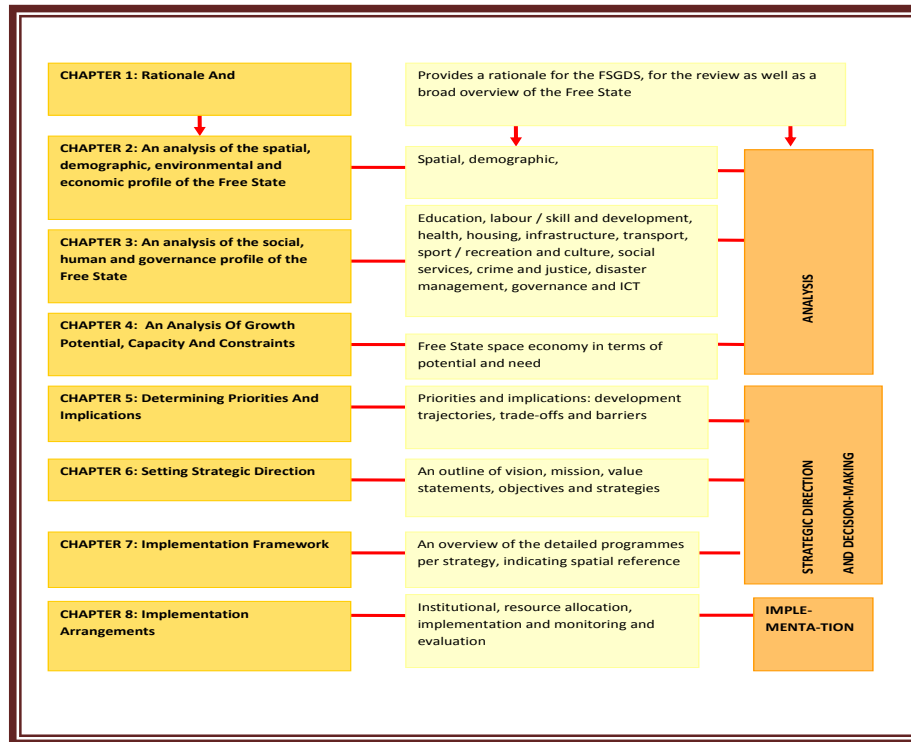 CHAPTER 1: Rationale And
Provides a rationale for the FSGDS, for the review as well as a
broad overview of the Free State
CHAPTER 2: An analysis of the spatial,
demographic, environmental and
economic profile of the Free State
Spatial, demographic,
CHAPTER 3: An analysis of the social,
human and governance profile of the
Free State
Education, labour / skill and development,
health, housing, infrastructure, transport,
sport / recreation and culture, social
services, crime and justice, disaster
management, governance and ICT
CHAPTER 4:  An Analysis Of Growth
Potential, Capacity And Constraints
Free State space economy in terms of
potential and need
ANALYSIS
CHAPTER 5: Determining Priorities And
Implications
Priorities and implications: development
trajectories, trade-offs and barriers
CHAPTER 6: Setting Strategic Direction
An outline of vision, mission, value
statements, objectives and strategies
CHAPTER 7: Implementation Framework
An overview of the detailed programmes
per strategy, indicating spatial reference
STRATEGIC DIRECTION
AND DECISION-MAKING
CHAPTER 8: Implementation
Arrangements
Institutional, resource allocation,
implementation and monitoring and
evaluation
IMPLE-
MENTA-TION